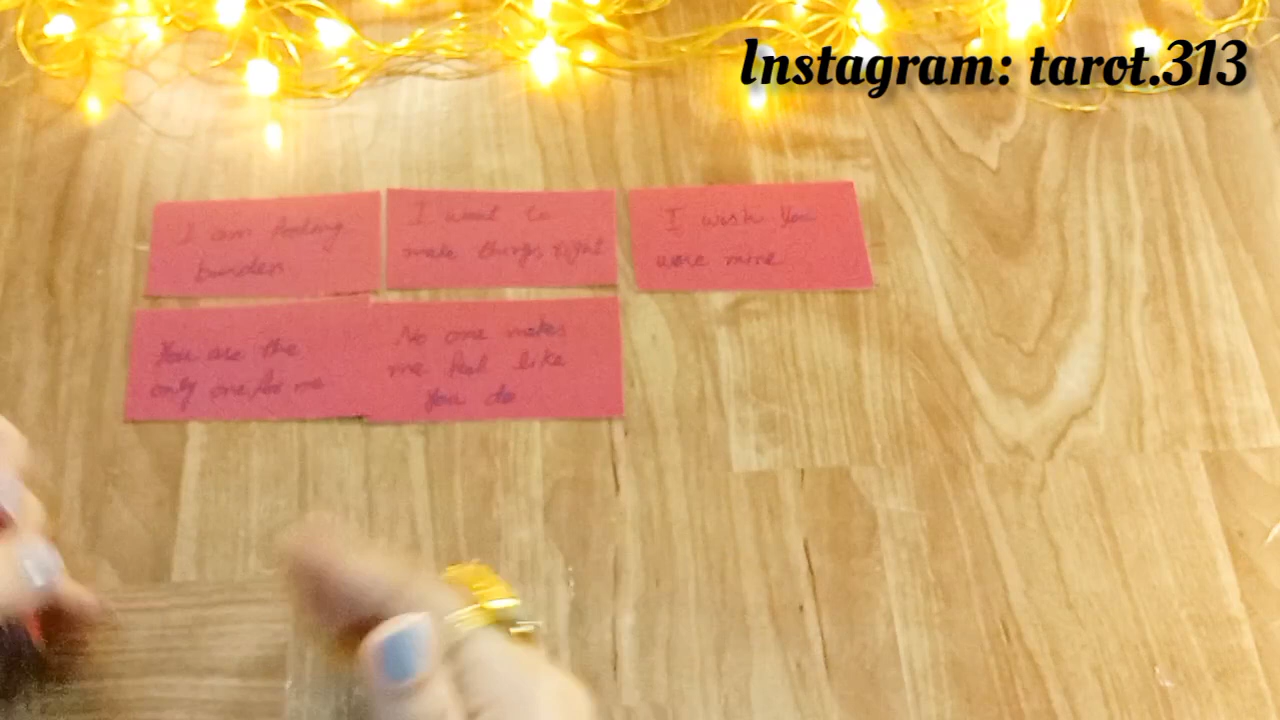 Instagram: tarot.313
I am
burden
I want to
make things right
I wish You
were mine
You are the
only one for me
No one makes
me feel like
You do